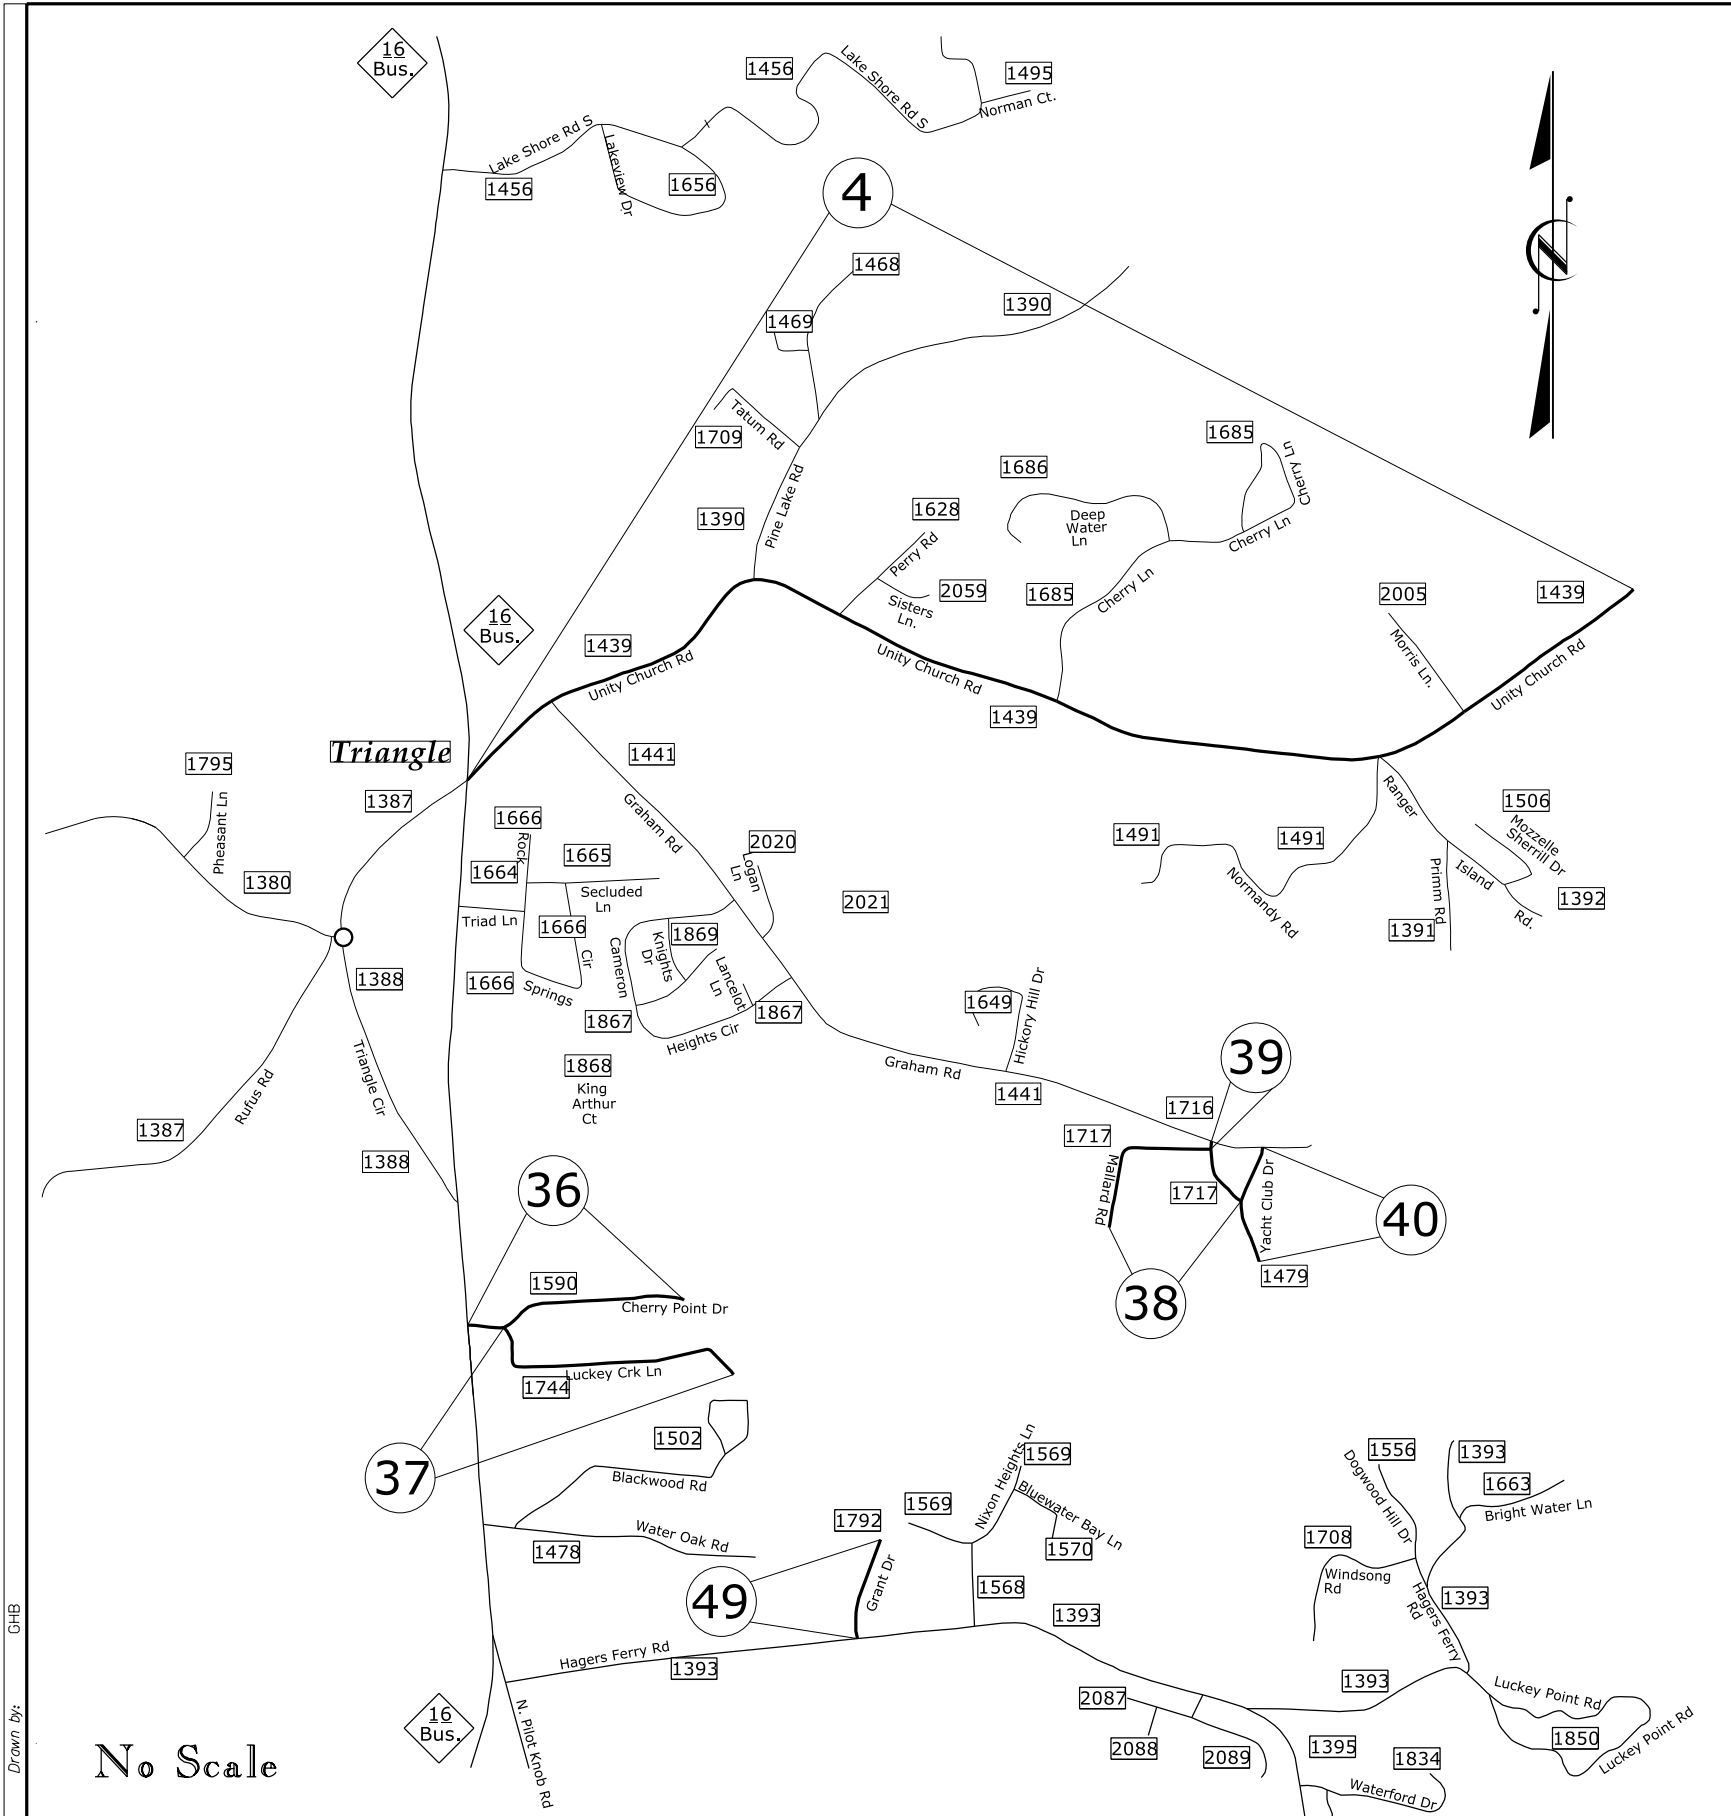 16
Bus.
1456
Lake Shore Rd S
1495
Norman Ct.
Lake Shore Rd S
1456
Lakeview Dr
1656
4
N
1468
1469
1390
Tatum Rd
1709
1390
Pine Lake Rd
1685
Cherry Ln
1686
Deep
Water
Ln
Cherry Ln
1628
Perry Rd
2059
Sisters
Ln.
1685
Cherry Ln
2005
Morris Ln.
1439
Unity Church Rd
16
Bus.
1439
Unity Church Rd
Unity Church Rd
1439
Triangle
1795
Pheasant Ln
1387
1441
Graham Rd
1380
1666
Rock
1664
1665
Secluded
Ln
Triad Ln
1666
Cir
1666
Springs
2020
Logan
Ln
2021
Cameron
Knights
Dr
1869
Lancelot
Ln
1867
1867
Heights Cir
1868
King
Arthur
Ct
1491
1491
Normandy Rd
Ranger
1506
Mozzelle
Sherrill Dr
Primm Rd
Island
1392
1391
Rd.
1388
Triangle Cir
1387
Rufus Rd
1388
1649
Hickory Hill Dr
Graham Rd
1441
39
1716
1717
Mallard Rd
1717
Yacht Club Dr
40
1479
38
36
1590
Cherry Point Dr
Luckey Crk Ln
1744
37
1502
Blackwood Rd
1478
Water Oak Rd
1792
Grant Dr
49
1569
Nixon Heights Ln
1569
Bluewater Bay Ln
1570
1568
1393
1556
Dogwood Hill Dr
1393
1663
Bright Water Ln
1708
Windsong
Rd
1393
Hagers Ferry
Rd
Hagers Ferry Rd
1393
1393
Luckey Point Rd
1850
Luckey Point Rd
2087
2088
2089
1395
1834
Waterford Dr
16
Bus.
N. Pilot Knob Rd
No Scale
Drawn by:
GHB